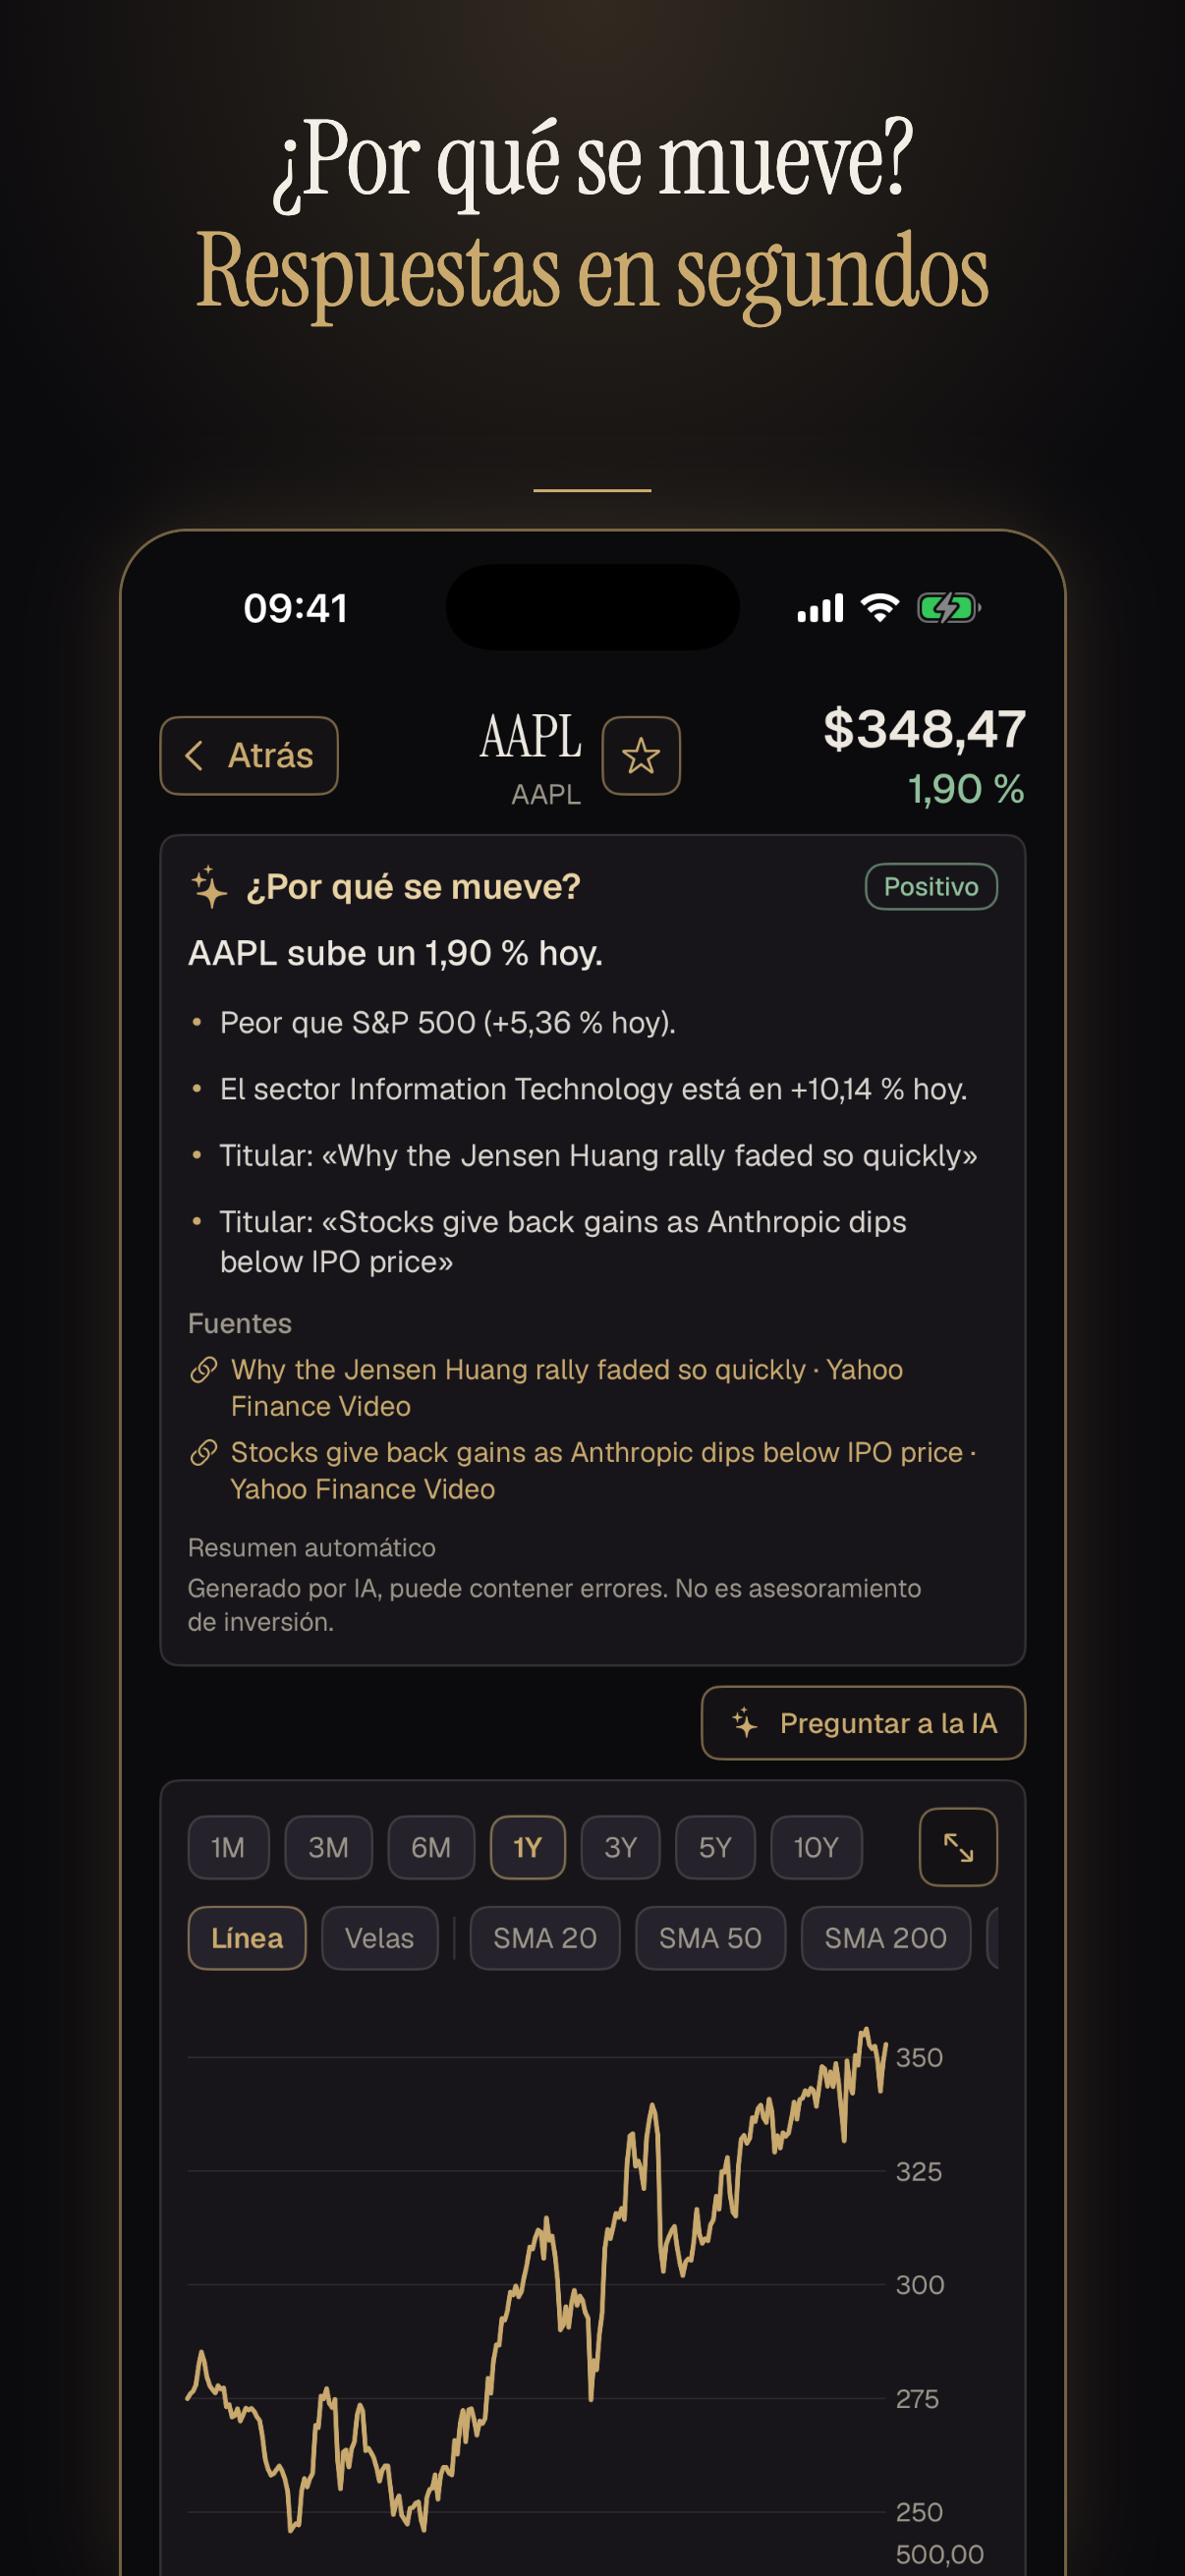 ¿Por qué se mueve?
Respuestas en segundos
09:41
Atrás
AAPL
AAPL
$348,47
1,90 %
¿Por qué se mueve?
Positivo
AAPL sube un 1,90 % hoy.
• Peor que S&P 500 (+5,36 % hoy).
• El sector Information Technology está en +10,14 % hoy.
• Titular: «Why the Jensen Huang rally faded so quickly»
• Titular: «Stocks give back gains as Anthropic dips
below IPO price»
Fuentes
Why the Jensen Huang rally faded so quickly · Yahoo
Finance Video
Stocks give back gains as Anthropic dips below IPO price ·
Yahoo Finance Video
Resumen automático
Generado por IA, puede contener errores. No es asesoramiento
de inversión.
Preguntar a la IA
1M 3M 6M 1Y 3Y 5Y 10Y
Línea Velas SMA 20 SMA 50 SMA 200
350
325
300
275
250
500,00